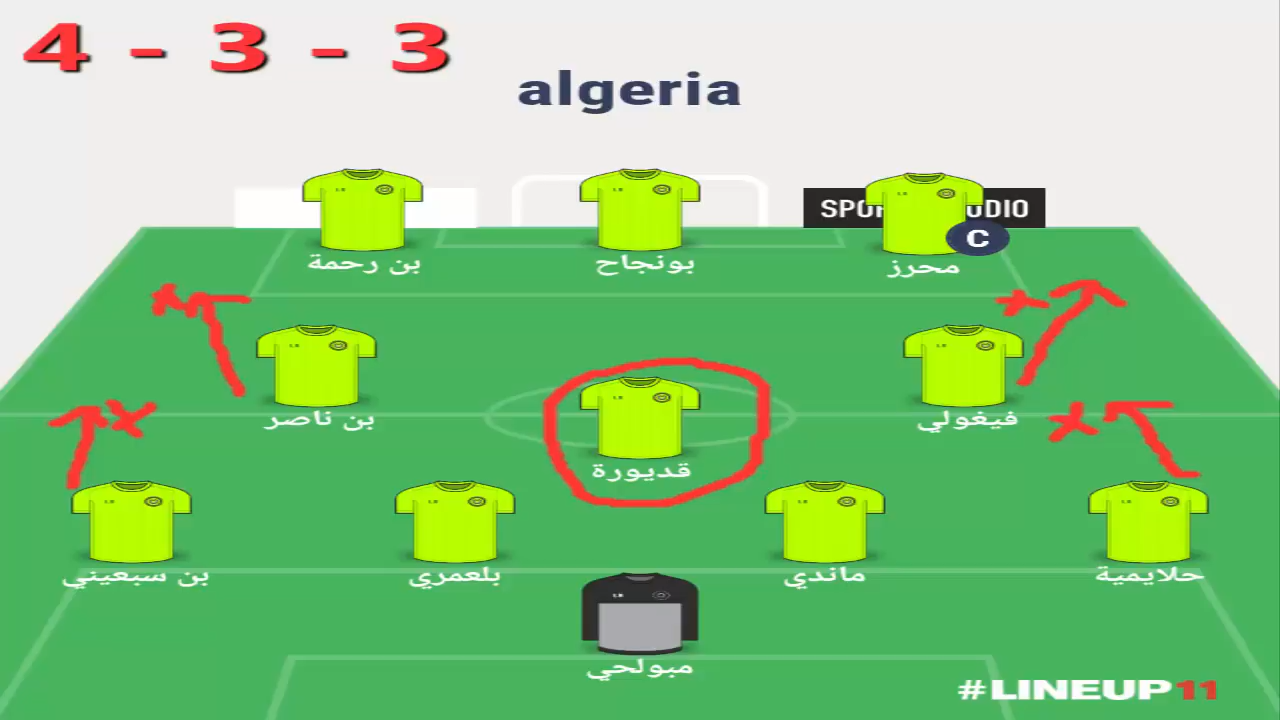 4 - 3 - 3
algeria
SPO
UDIO
بن رحمة
بونجاح
محرز
C
بن ناصر
فيغولي
قديورة
بن سبعيني
بلعمري
ماندي
حلايمية
مبولحي
#LINEUP11